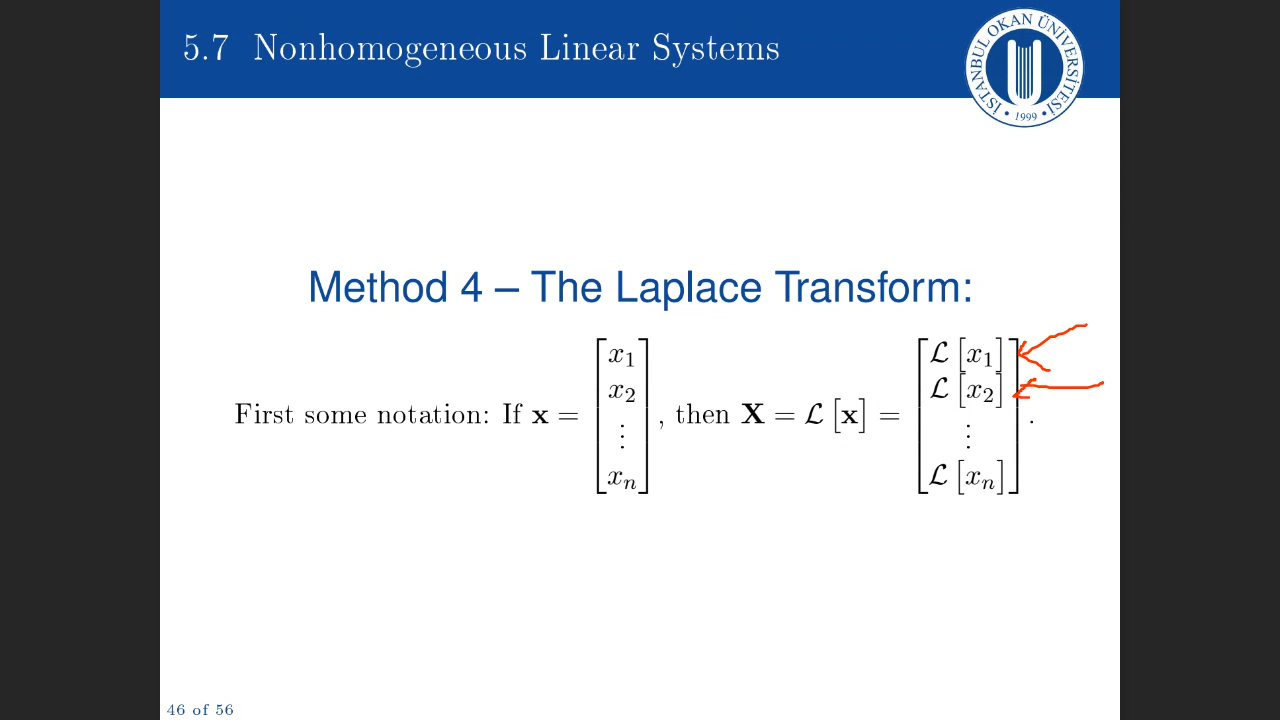 5.7 Nonhomogeneous Linear Systems
İSTANBUL OKAN ÜNİVERSİTESİ
• 1999 •
Method 4 – The Laplace Transform:
First some notation: If x = [x₁ x₂ ⋮ xₙ], then X = ℒ[x] = [ℒ[x₁] ℒ[x₂] ⋮ ℒ[xₙ]].
46 of 56